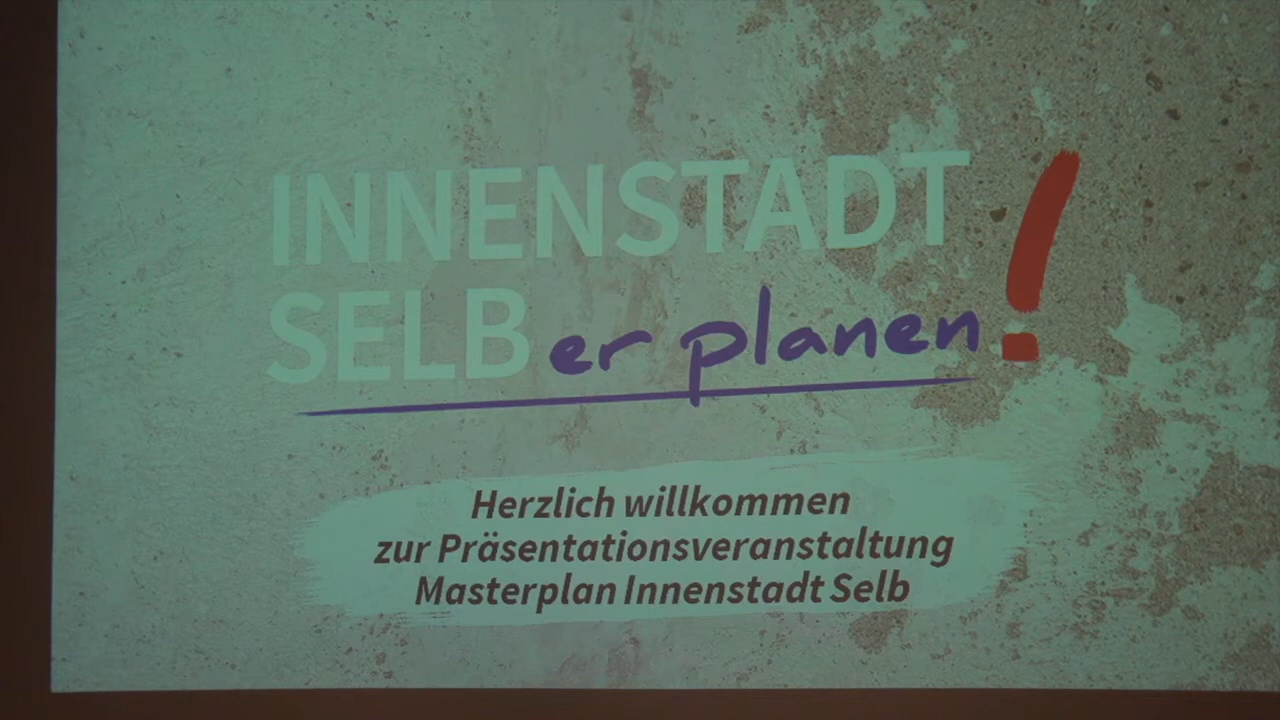 INNENSTADT
SELBer planen!
Herzlich willkommen
zur Präsentationsveranstaltung
Masterplan Innenstadt Selb